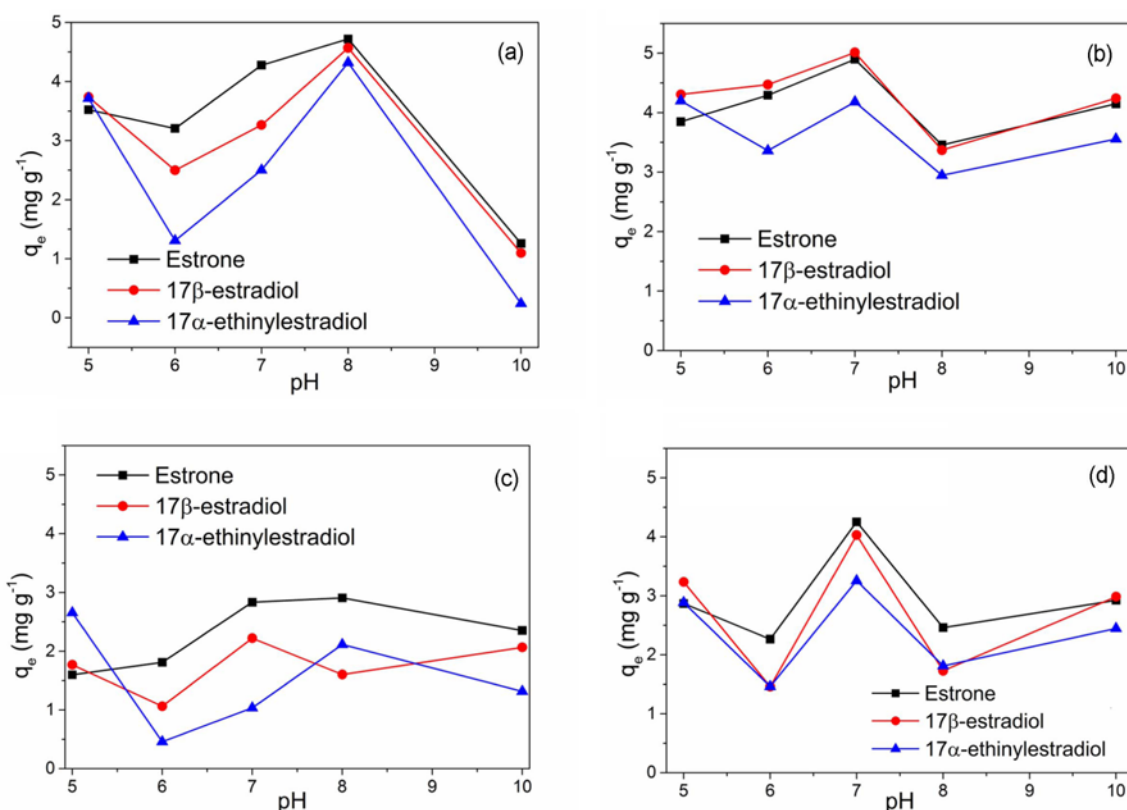 (a)
5
4
3
2
1
0
qe (mg g-1)
Estrone
17β-estradiol
17α-ethinylestradiol
5 6 7 8 9 10
pH
(b)
5
4
3
2
1
0
qe (mg g-1)
Estrone
17β-estradiol
17α-ethinylestradiol
5 6 7 8 9 10
pH
(c)
5
4
3
2
1
0
qe (mg g-1)
Estrone
17β-estradiol
17α-ethinylestradiol
5 6 7 8 9 10
pH
(d)
5
4
3
2
1
0
qe (mg g-1)
Estrone
17β-estradiol
17α-ethinylestradiol
5 6 7 8 9 10
pH